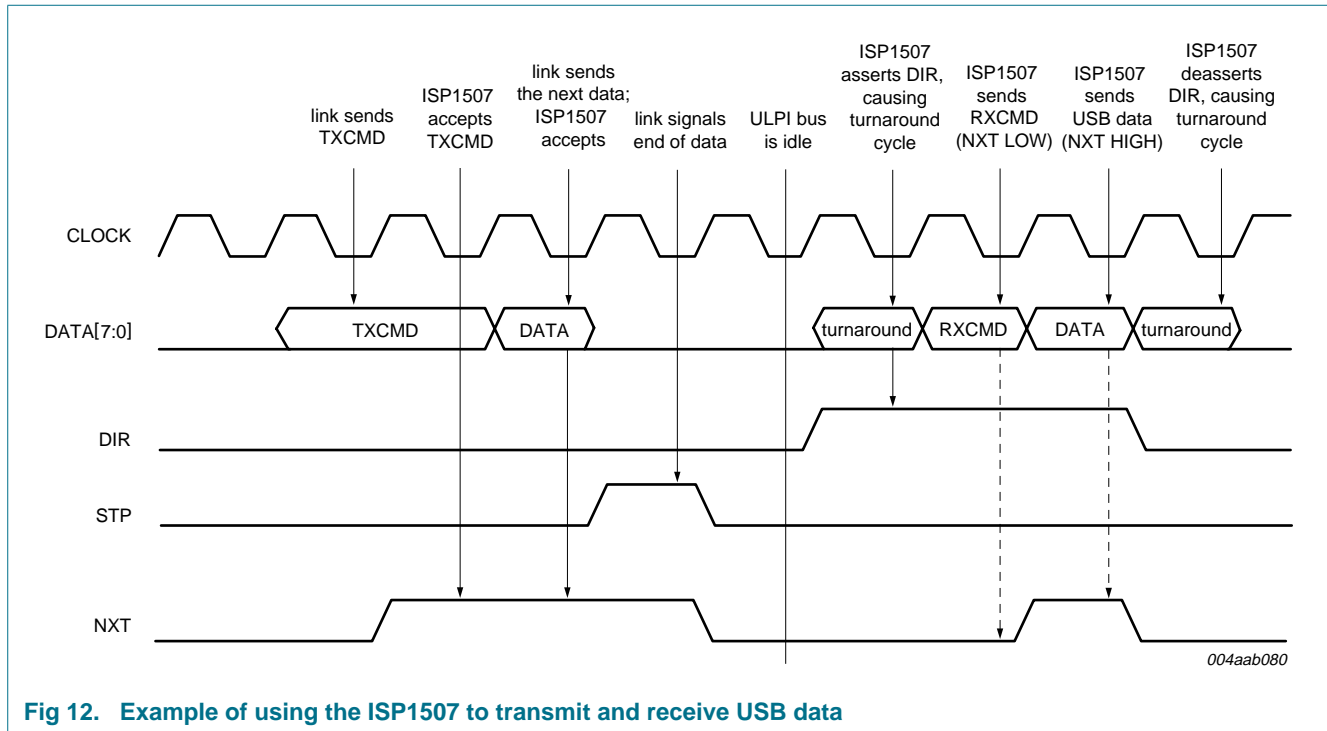 link sends
TXCMD
ISP1507
accepts
TXCMD
link sends
the next data;
ISP1507
accepts
link signals
end of data
ULPI bus
is idle
ISP1507
asserts DIR,
causing
turnaround
cycle
ISP1507
sends
RXCMD
(NXT LOW)
ISP1507
sends
USB data
(NXT HIGH)
ISP1507
deasserts
DIR, causing
turnaround
cycle
CLOCK
DATA[7:0]
TXCMD
DATA
turnaround
RXCMD
DATA
turnaround
DIR
STP
NXT
004aab080
Fig 12. Example of using the ISP1507 to transmit and receive USB data